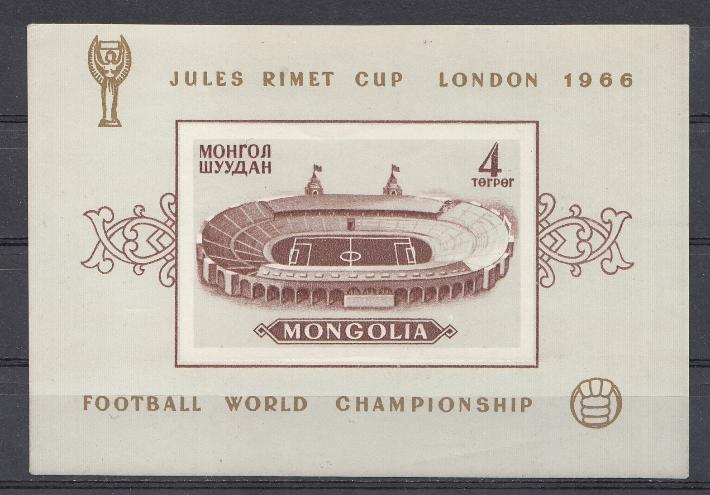 JULES RIMET CUP LONDON 1966
МОНГОЛ
ШУУДАН
4
ТӨГРӨГ
MONGOLIA
FOOTBALL WORLD CHAMPIONSHIP